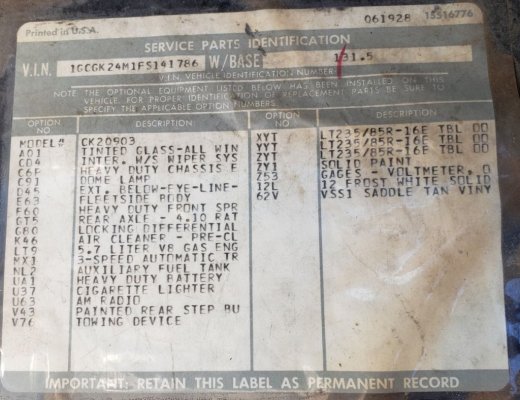 Printed in U.S.A.
061928 15516776
SERVICE PARTS IDENTIFICATION
V.I.N. 1GCGK24M1FS141786 W/BASE 131.5
V.I.N. VEHICLE IDENTIFICATION NUMBER
NOTE: THE OPTIONAL EQUIPMENT LISTED BELOW HAS BEEN INSTALLED ON THIS
VEHICLE. FOR PROPER IDENTIFICATION OF REPLACEMENT PARTS BE SURE TO
SPECIFY THE APPLICABLE OPTION NUMBERS.
OPTION NO. DESCRIPTION OPTION NO. DESCRIPTION
MODEL# CK20903
A01 TINTED GLASS-ALL WIN
CD4 INTER. W/S WIPER SYS
C6P HEAVY DUTY CHASSIS E
C91 DOME LAMP
D45 EXT. BELOW-EYE-LINE-
E63 FLEETSIDE BODY
F60 HEAVY DUTY FRONT SPR
GT5 REAR AXLE - 4.10 RAT
G80 LOCKING DIFFERENTIAL
K46 AIR CLEANER - PRE-CL
LT9 5.7 LITER V8 GAS ENG
MX1 3-SPEED AUTOMATIC TR
NL2 AUXILIARY FUEL TANK
UA1 HEAVY DUTY BATTERY
U37 CIGARETTE LIGHTER
U63 AM RADIO
V43 PAINTED REAR STEP BU
V76 TOWING DEVICE
XYT LT235/85R-16E TBL OO
YYT LT235/85R-16E TBL OO
ZYT LT235/85R-16E TBL OO
ZY1 SOLID PAINT
Z53 GAGES - VOLTMETER, O
12L 12 FROST WHITE SOLID
62V VSS1 SADDLE TAN VINY
IMPORTANT: RETAIN THIS LABEL AS PERMANENT RECORD